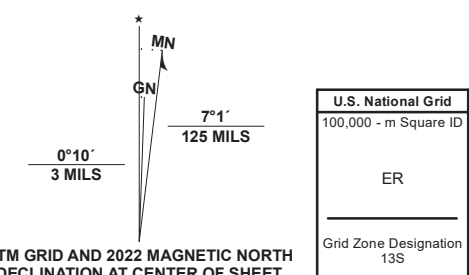 ★
MN
GN
7°1´
125 MILS
0°10´
3 MILS
TM GRID AND 2022 MAGNETIC NORTH
DECLINATION AT CENTER OF SHEET
U.S. National Grid
100,000 - m Square ID
ER
Grid Zone Designation
13S